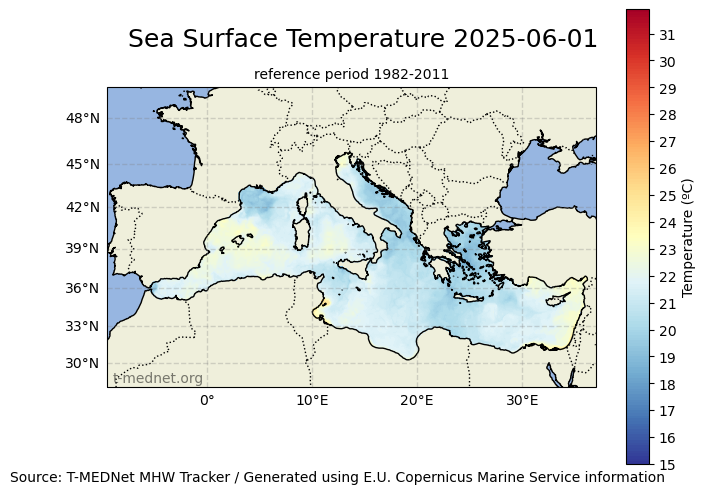 Sea Surface Temperature 2025-06-01
reference period 1982-2011
48°N
45°N
42°N
39°N
36°N
33°N
30°N
0°
10°E
20°E
30°E
t-mednet.org
31
30
29
28
27
26
25
24
23
22
21
20
19
18
17
16
15
Temperature (ºC)
Source: T-MEDNet MHW Tracker / Generated using E.U. Copernicus Marine Service information